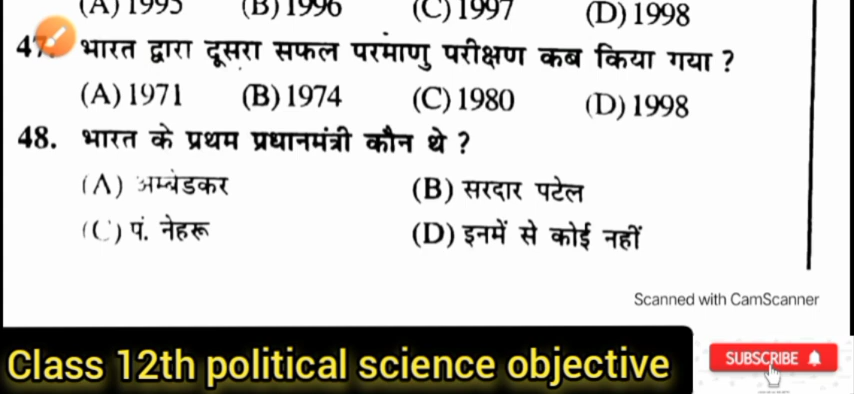 (A) 1995 (B) 1996 (C) 1997 (D) 1998
47. भारत द्वारा दूसरा सफल परमाणु परीक्षण कब किया गया ?
(A) 1971 (B) 1974 (C) 1980 (D) 1998
48. भारत के प्रथम प्रधानमंत्री कौन थे ?
(A) अम्बेडकर (B) सरदार पटेल
(C) पं. नेहरू (D) इनमें से कोई नहीं
Scanned with CamScanner
Class 12th political science objective
SUBSCRIBE